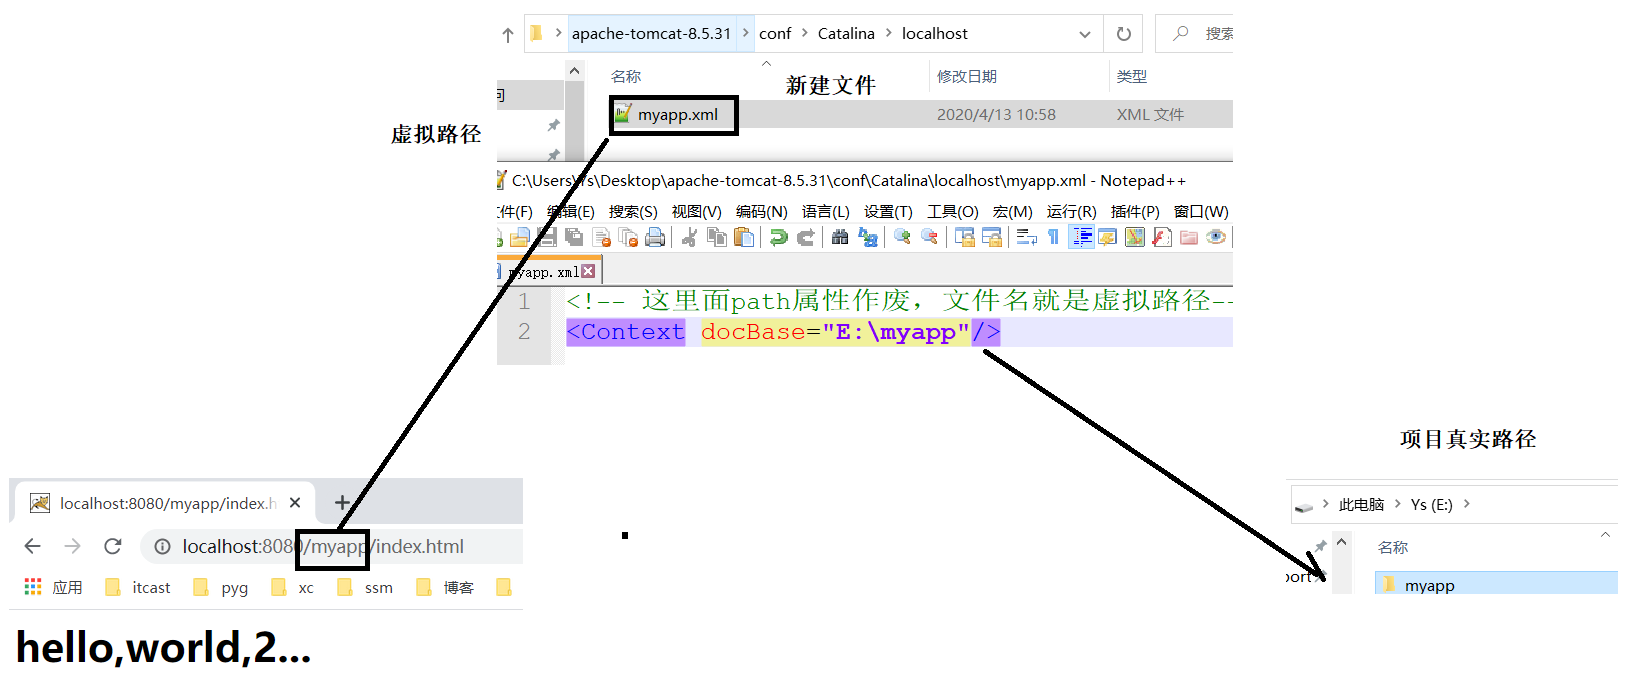 apache-tomcat-8.5.31 > conf > Catalina > localhost
搜索
名称
修改日期
类型
新建文件
myapp.xml
2020/4/13 10:58
XML 文件
虚拟路径
C:\Users\Ys\Desktop\apache-tomcat-8.5.31\conf\Catalina\localhost\myapp.xml - Notepad++
文件(F) 编辑(E) 搜索(S) 视图(V) 编码(N) 语言(L) 设置(T) 工具(O) 宏(M) 运行(R) 插件(P) 窗口(W)
myapp.xml
1 <!-- 这里面path属性作废，文件名就是虚拟路径--
2 <Context docBase="E:\myapp"/>
项目真实路径
localhost:8080/myapp/index.h
此电脑 > Ys (E:) >
localhost:8080/myapp/index.html
名称
port
myapp
应用 itcast pyg xc ssm 博客
hello,world,2...